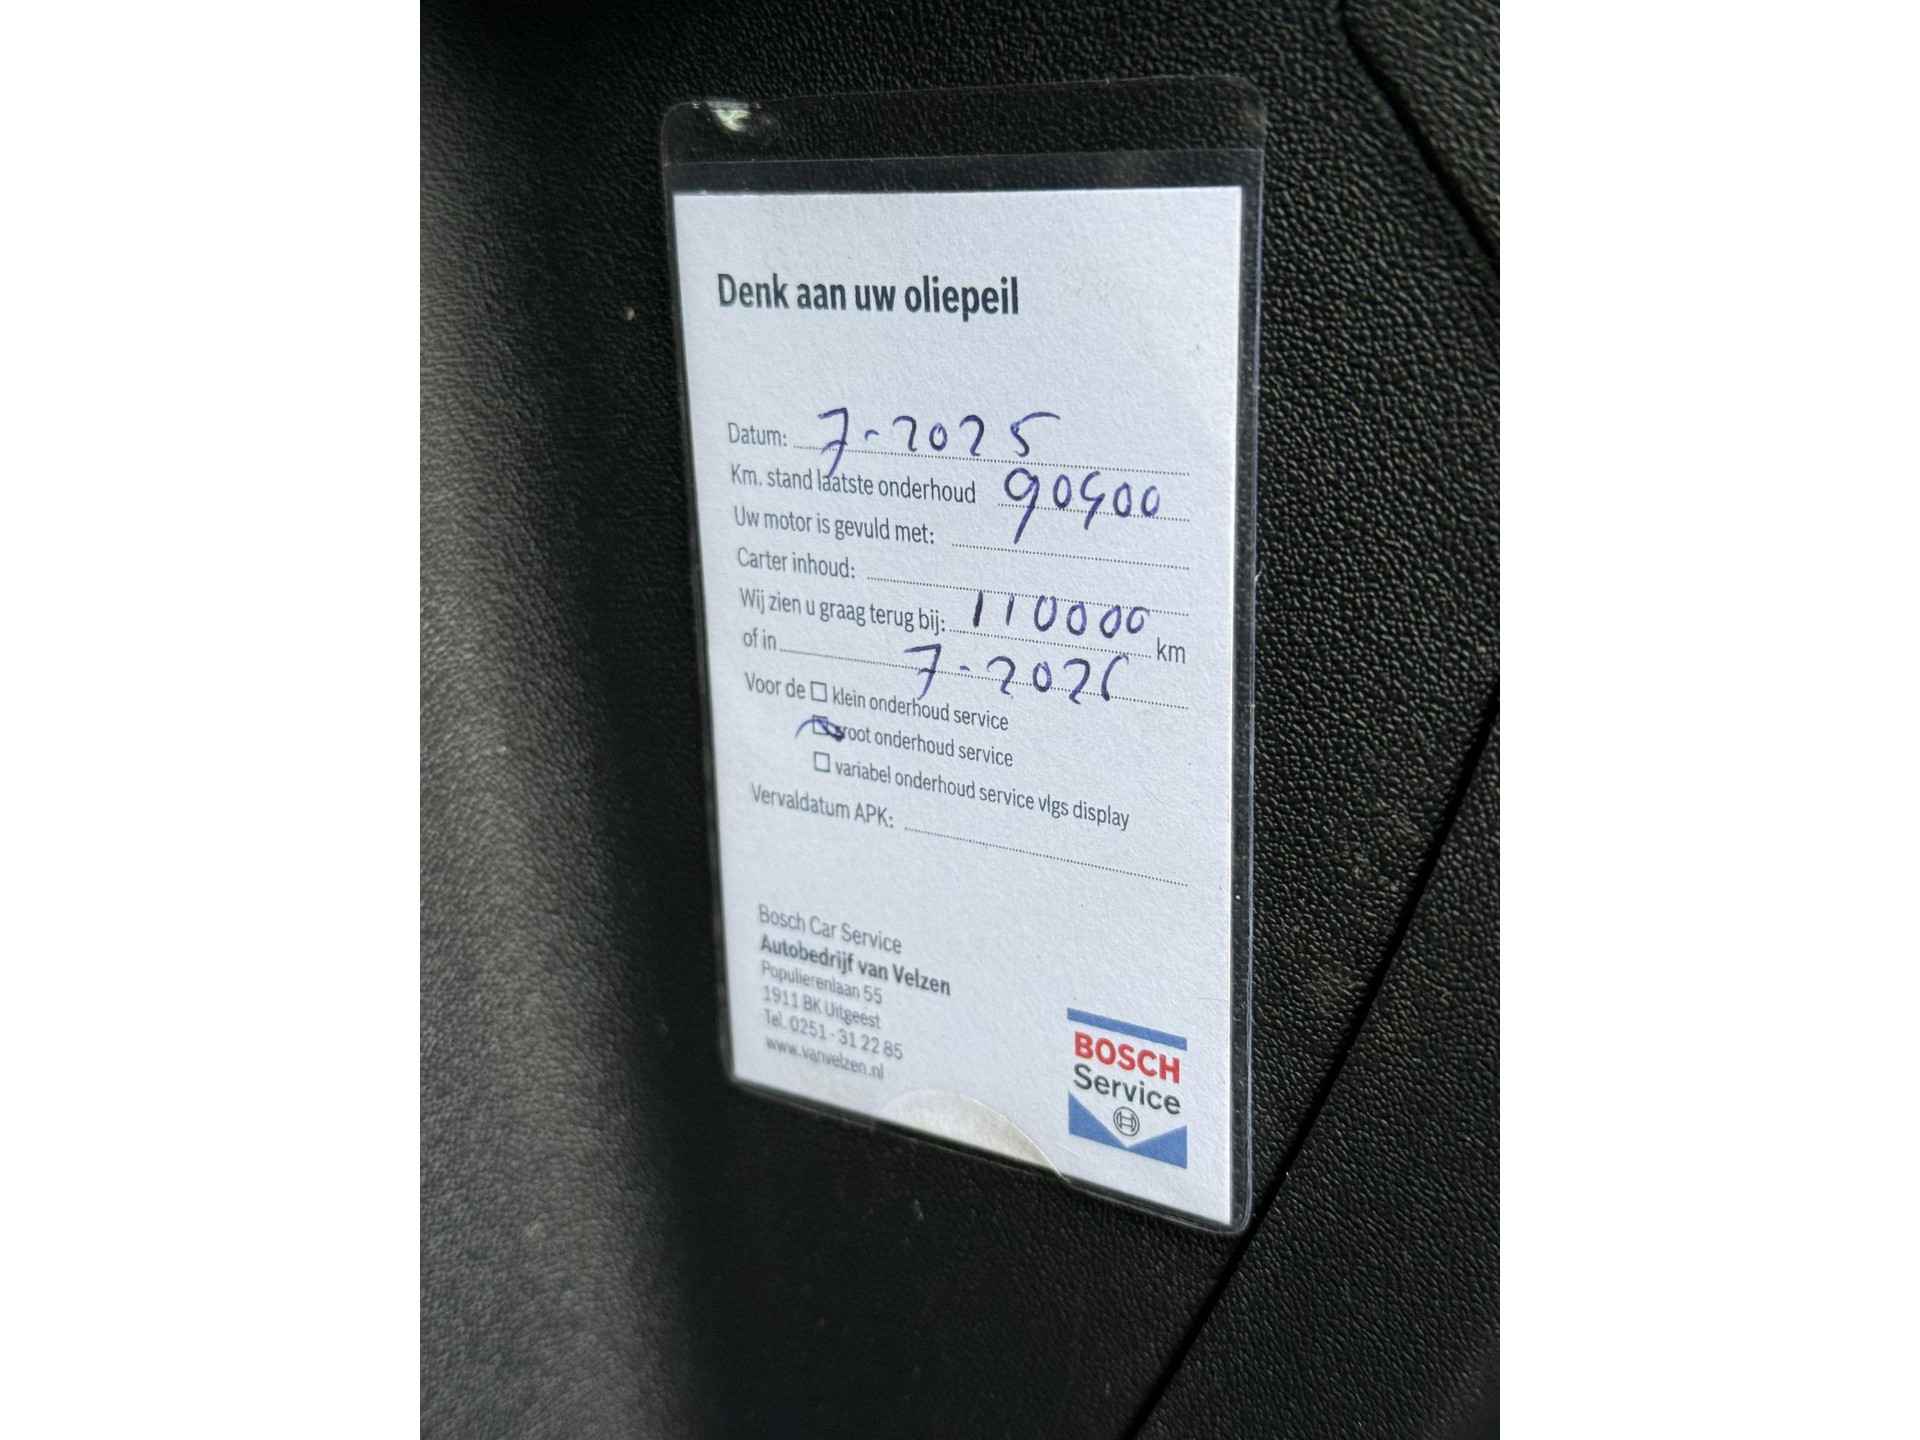 Denk aan uw oliepeil
Datum: 7-2025
Km. stand laatste onderhoud 90900
Uw motor is gevuld met:
Carter inhoud:
Wij zien u graag terug bij: 110000 km
of in 7-2026
Voor de klein onderhoud service
groot onderhoud service
variabel onderhoud service vlgs display
Vervaldatum APK:
Bosch Car Service
Autobedrijf van Velzen
Populierenlaan 55
1911 BK Uitgeest
Tel. 0251 - 31 22 85
www.vanvelzen.nl
BOSCH
Service